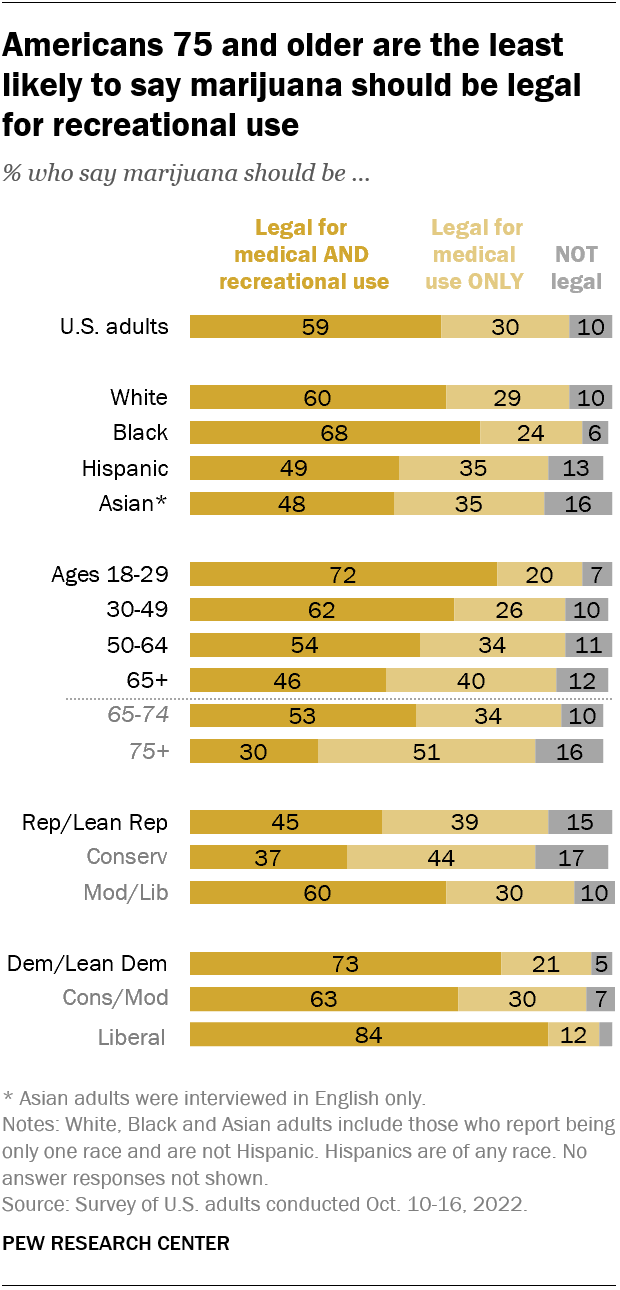 Americans 75 and older are the least
likely to say marijuana should be legal
for recreational use
% who say marijuana should be ...
Legal for
medical AND
recreational use
Legal for
medical
use ONLY
NOT
legal
U.S. adults 59 30 10
White 60 29 10
Black 68 24 6
Hispanic 49 35 13
Asian* 48 35 16
Ages 18-29 72 20 7
30-49 62 26 10
50-64 54 34 11
65+ 46 40 12
65-74 53 34 10
75+ 30 51 16
Rep/Lean Rep 45 39 15
Conserv 37 44 17
Mod/Lib 60 30 10
Dem/Lean Dem 73 21 5
Cons/Mod 63 30 7
Liberal 84 12
* Asian adults were interviewed in English only.
Notes: White, Black and Asian adults include those who report being
only one race and are not Hispanic. Hispanics are of any race. No
answer responses not shown.
Source: Survey of U.S. adults conducted Oct. 10-16, 2022.
PEW RESEARCH CENTER